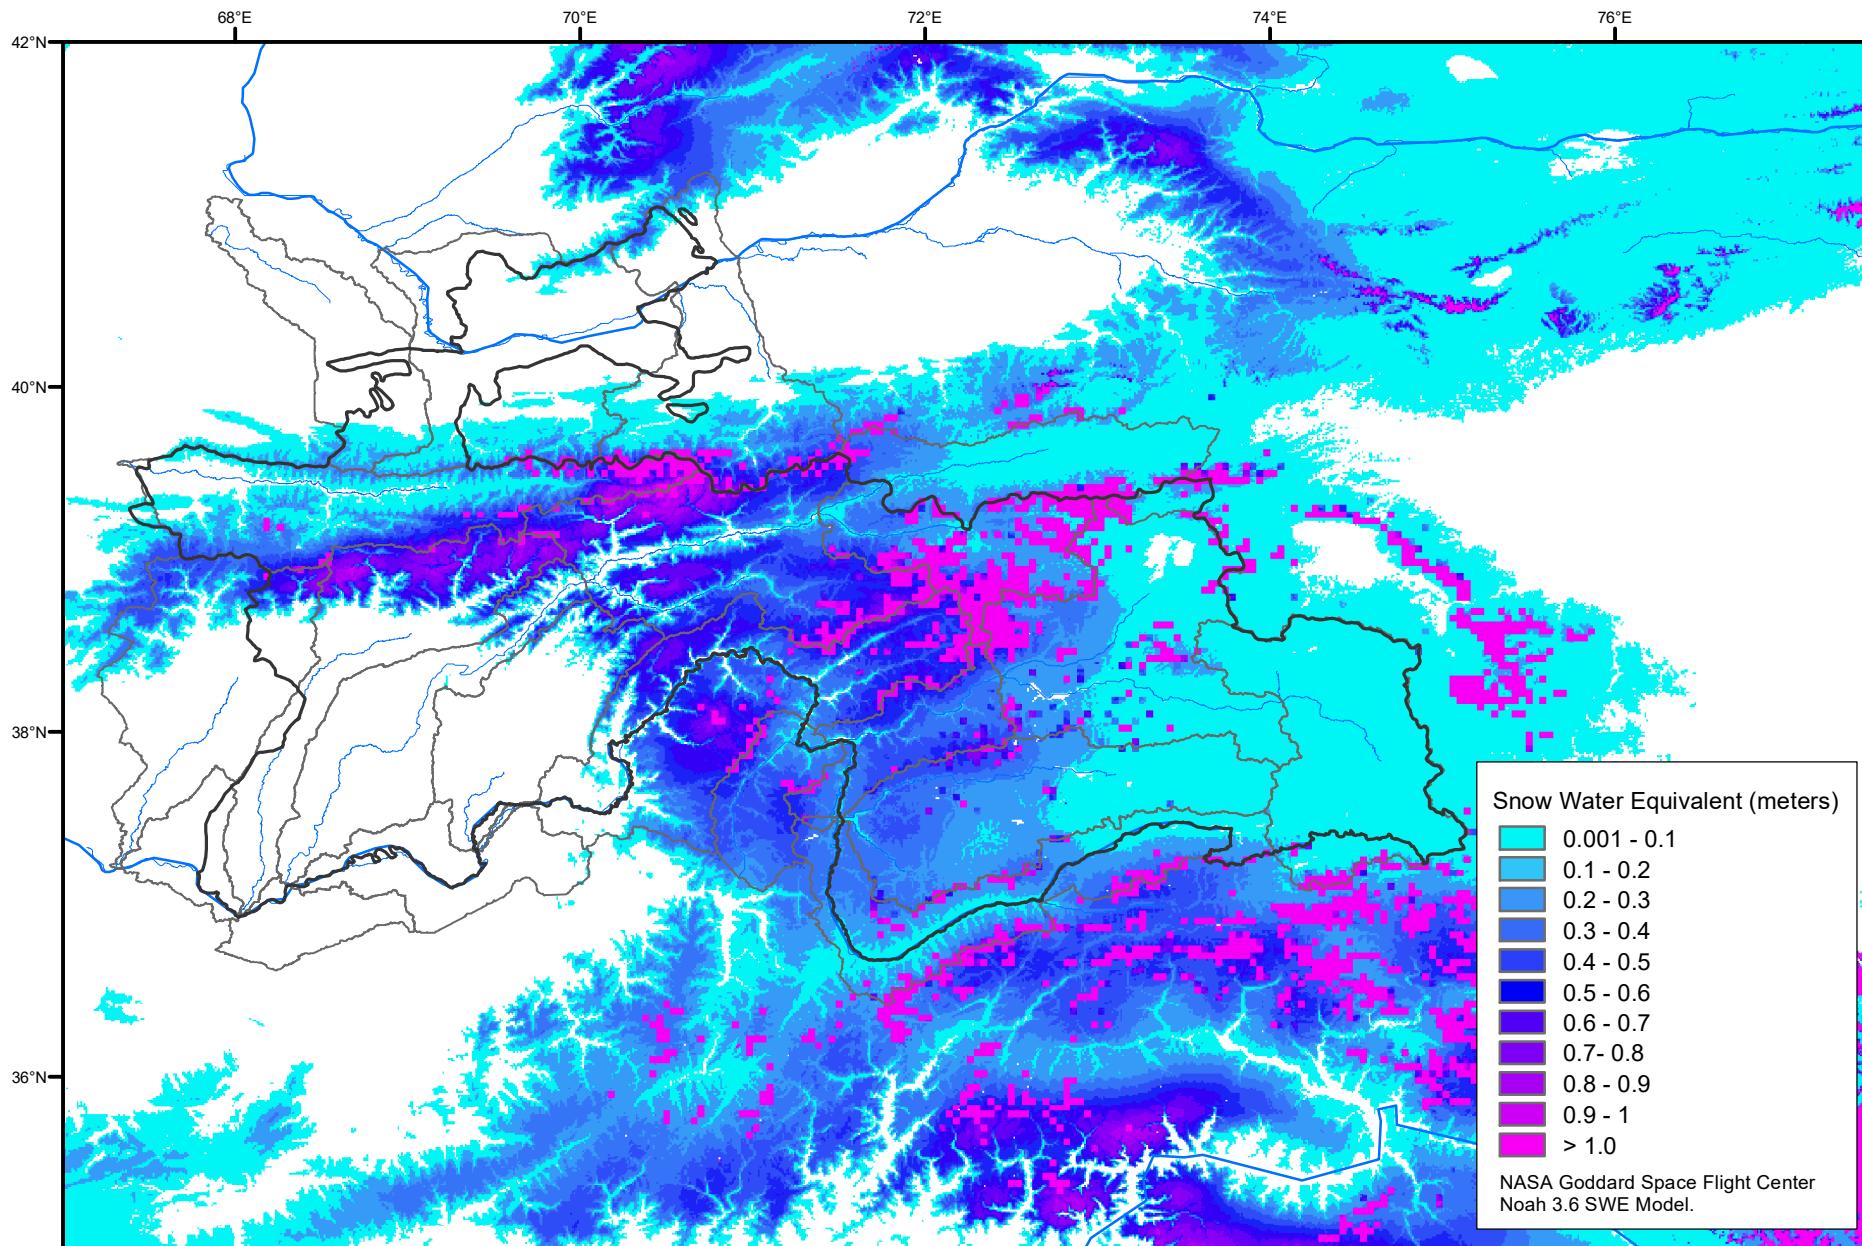 68°E 70°E 72°E 74°E 76°E
42°N
40°N
38°N
36°N
Snow Water Equivalent (meters)
0.001 - 0.1
0.1 - 0.2
0.2 - 0.3
0.3 - 0.4
0.4 - 0.5
0.5 - 0.6
0.6 - 0.7
0.7- 0.8
0.8 - 0.9
0.9 - 1
> 1.0
NASA Goddard Space Flight Center
Noah 3.6 SWE Model.